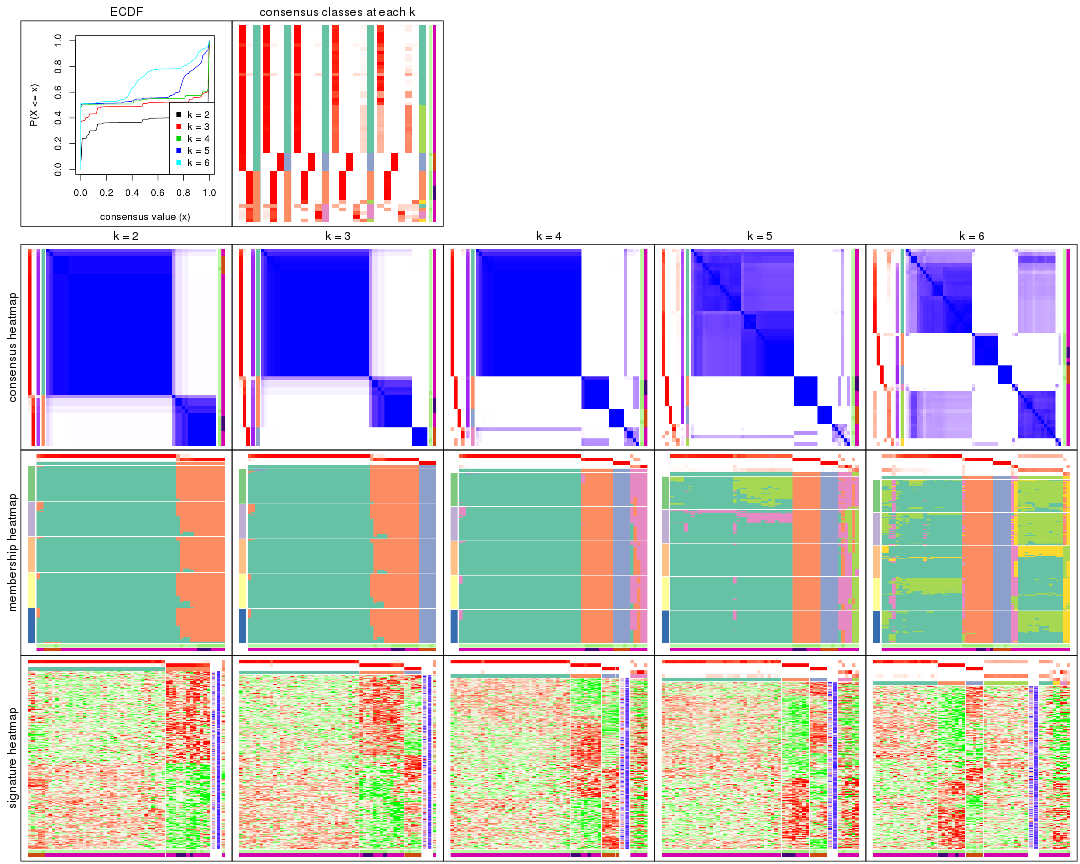 ECDF
consensus classes at each k
P(X <= x)
1.0
0.8
0.6
0.4
0.2
0.0
k = 2
k = 3
k = 4
k = 5
k = 6
0.0 0.2 0.4 0.6 0.8 1.0
consensus value (x)
k = 2
k = 3
k = 4
k = 5
k = 6
consensus heatmap
membership heatmap
signature heatmap